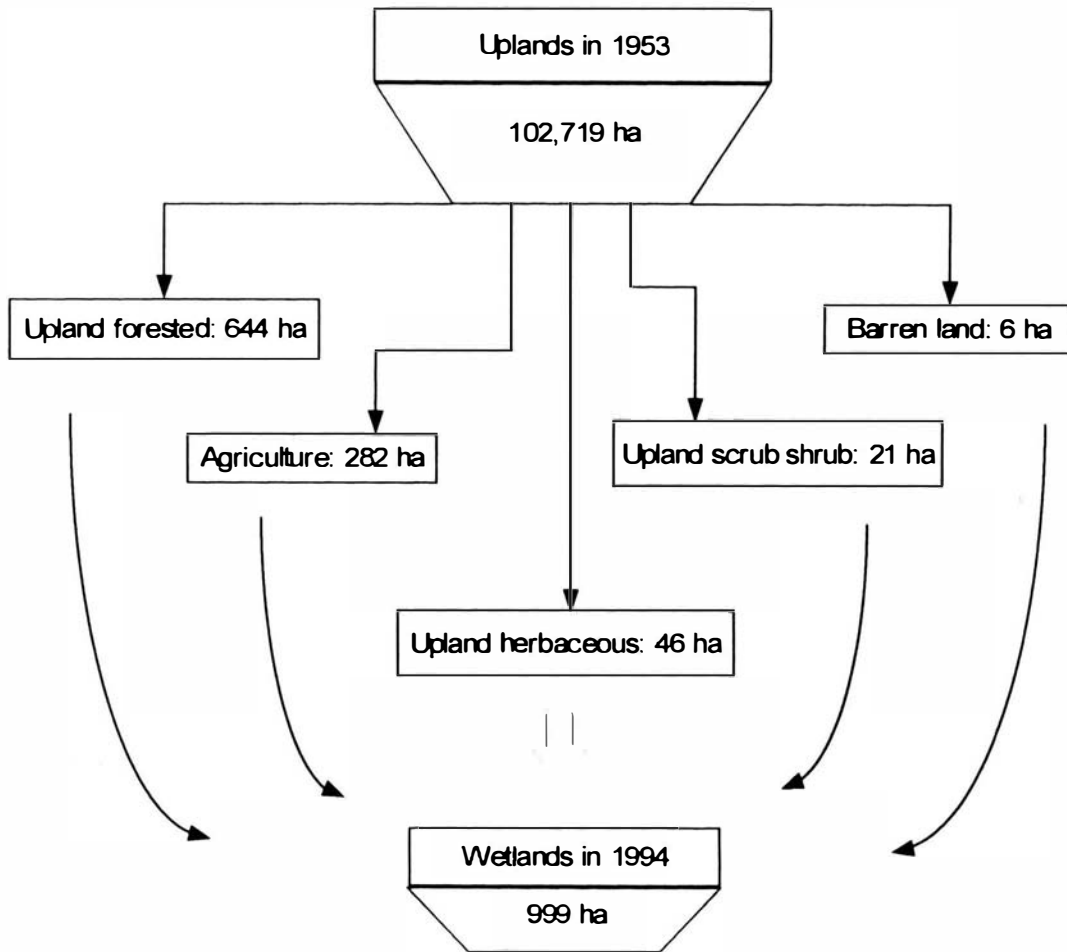 Uplands in 1953
102,719 ha
Upland forested: 644 ha
Barren land: 6 ha
Agriculture: 282 ha
Upland scrub shrub: 21 ha
Upland herbaceous: 46 ha
Wetlands in 1994
999 ha